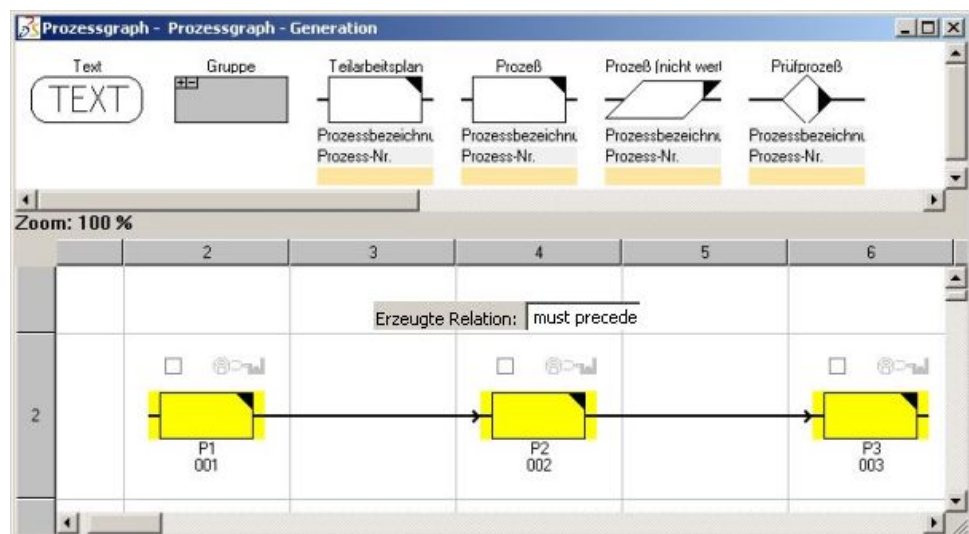 Prozessgraph - Prozessgraph - Generation
Text Gruppe Teilarbeitsplan Prozeß Prozeß (nicht wert Prüfprozeß
TEXT
Prozessbezeichnu Prozessbezeichnu Prozessbezeichnu Prozessbezeichnu
Prozess-Nr. Prozess-Nr. Prozess-Nr. Prozess-Nr.
Zoom: 100 %
2 3 4 5 6
Erzeugte Relation: must precede
2
P1 P2 P3
001 002 003